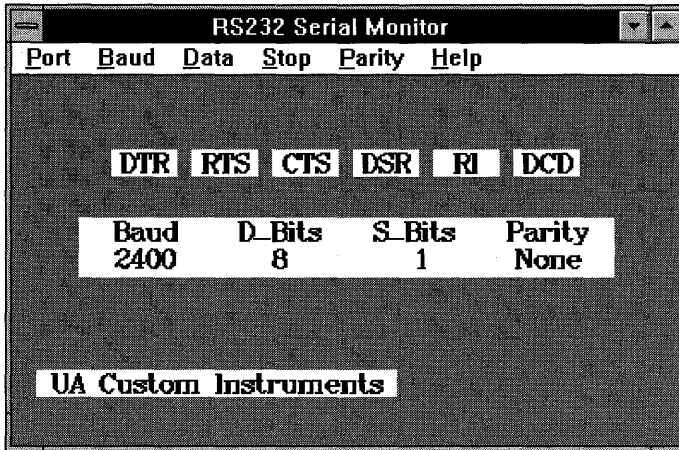 RS232 Serial Monitor
Port Baud Data Stop Parity Help
DTR RTS CTS DSR RI DCD
Baud D_Bits S_Bits Parity
2400 8 1 None
UA Custom Instruments